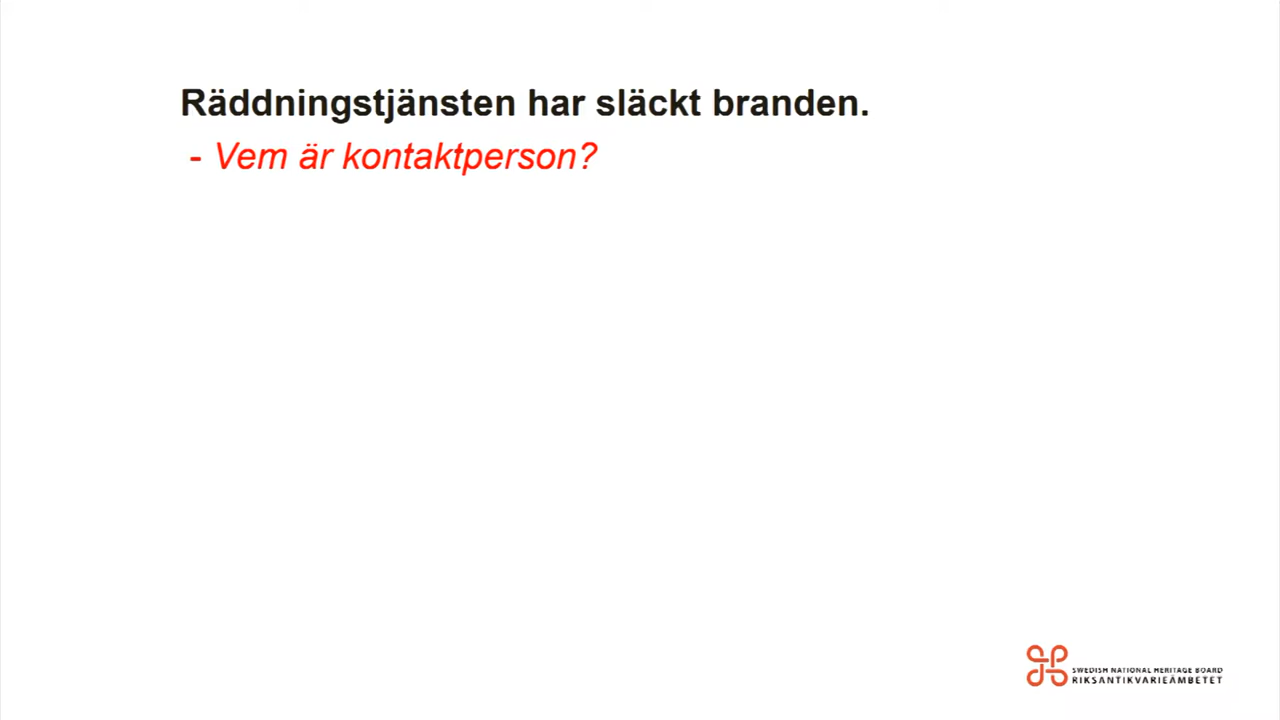 Räddningstjänsten har släckt branden.
- Vem är kontaktperson?
SWEDISH NATIONAL HERITAGE BOARD
RIKSANTIKVARIEÄMBETET